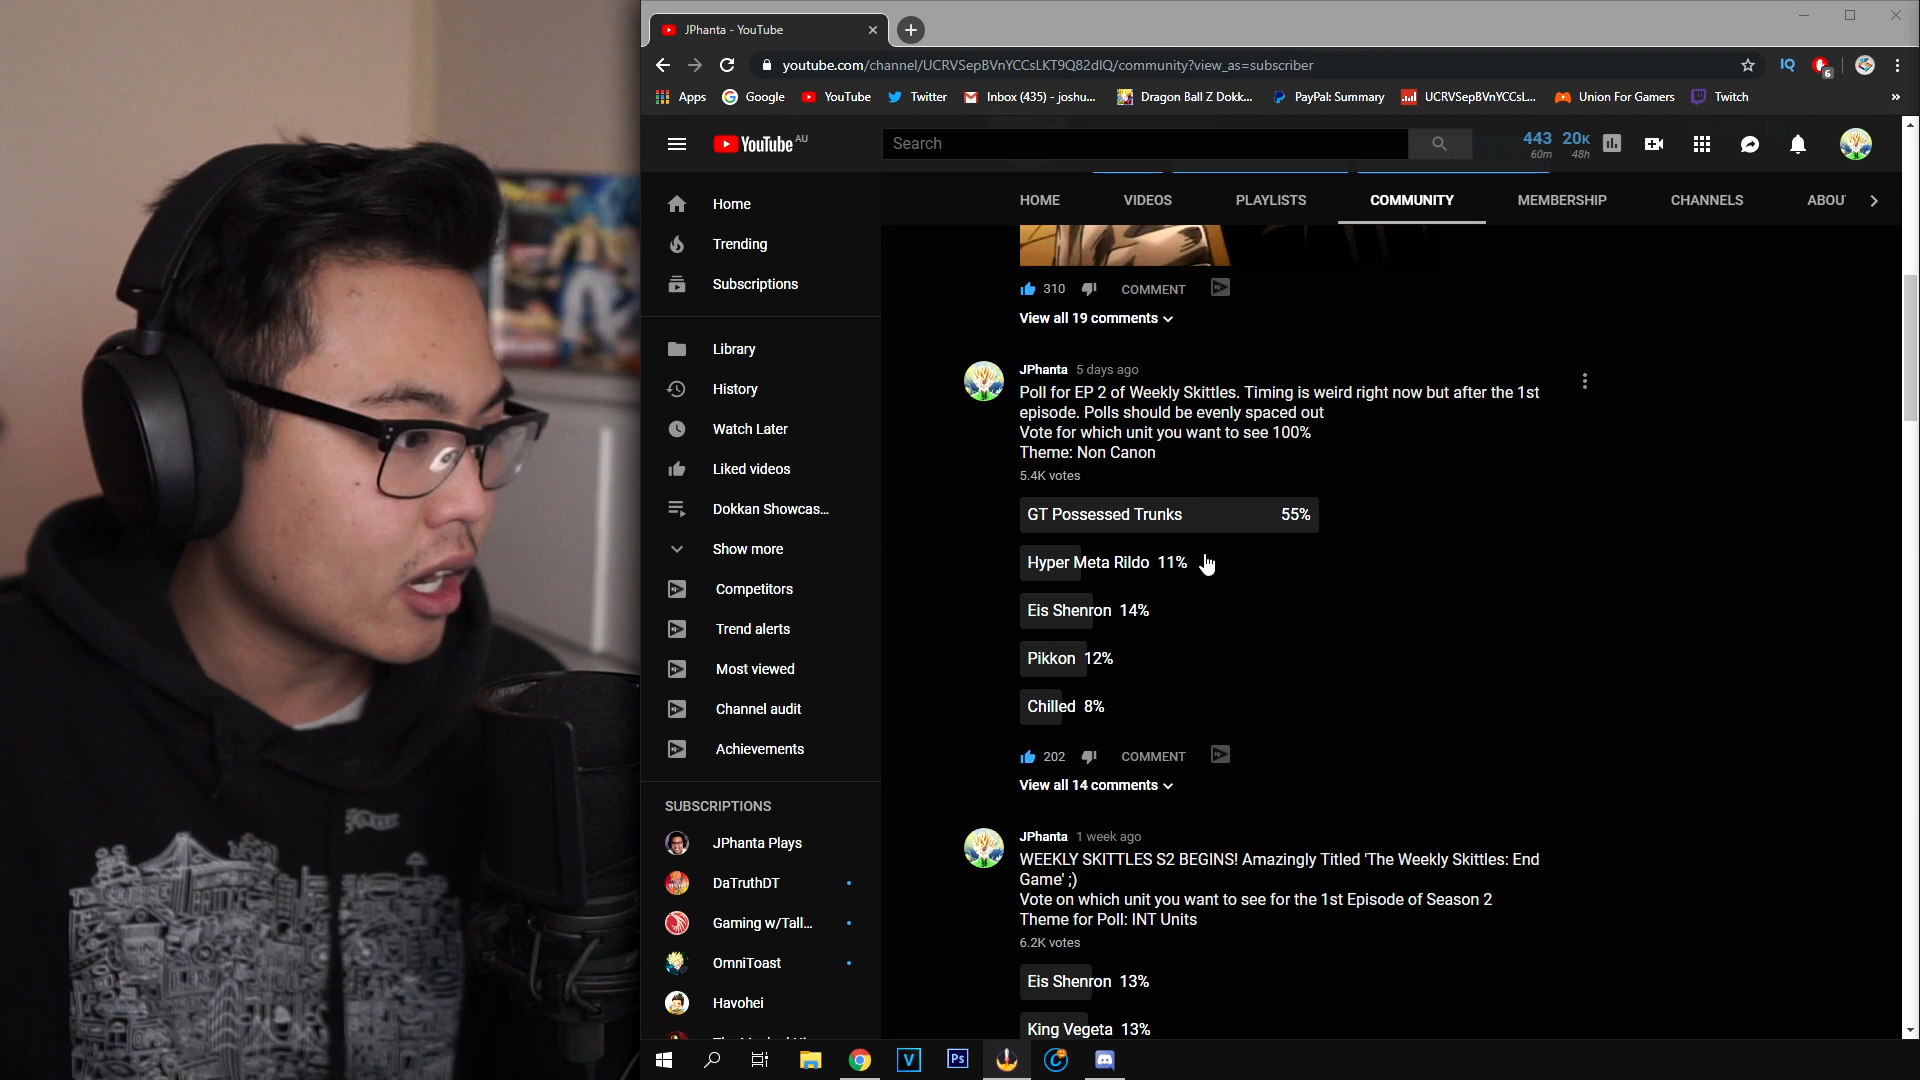 JPhanta - YouTube
youtube.com/channel/UCRVSepBVnYCCsLKT9Q82dIQ/community?view_as=subscriber
6
Apps
Google
YouTube
Twitter
Inbox (435) - joshu...
Dragon Ball Z Dokk...
PayPal: Summary
UCRVSepBVnYCCsL...
Union For Gamers
Twitch
YouTube AU
Search
443
60m
20K
48h
HOME
VIDEOS
PLAYLISTS
COMMUNITY
MEMBERSHIP
CHANNELS
ABOU
Home
Trending
Subscriptions
Library
History
Watch Later
Liked videos
Dokkan Showcas...
Show more
Competitors
Trend alerts
Most viewed
Channel audit
Achievements
SUBSCRIPTIONS
JPhanta Plays
DaTruthDT
Gaming w/Tall...
OmniToast
Havohei
310
COMMENT
View all 19 comments
JPhanta 5 days ago
Poll for EP 2 of Weekly Skittles. Timing is weird right now but after the 1st
episode. Polls should be evenly spaced out
Vote for which unit you want to see 100%
Theme: Non Canon
5.4K votes
GT Possessed Trunks 55%
Hyper Meta Rildo 11%
Eis Shenron 14%
Pikkon 12%
Chilled 8%
202
COMMENT
View all 14 comments
JPhanta 1 week ago
WEEKLY SKITTLES S2 BEGINS! Amazingly Titled 'The Weekly Skittles: End
Game' ;)
Vote on which unit you want to see for the 1st Episode of Season 2
Theme for Poll: INT Units
6.2K votes
Eis Shenron 13%
King Vegeta 13%
V
Ps